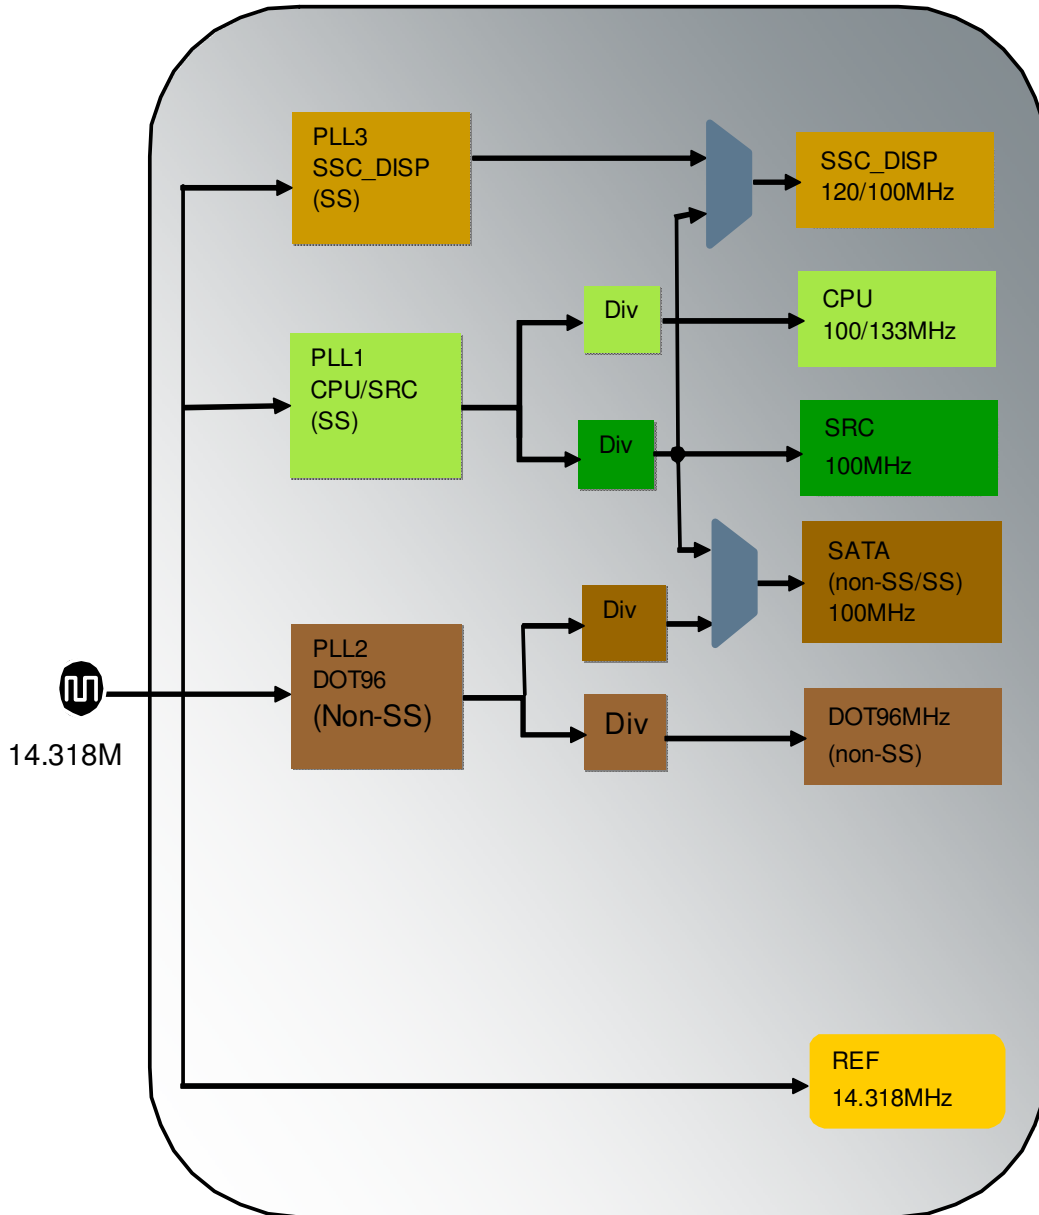 PLL3
SSC_DISP
(SS)
SSC_DISP
120/100MHz
Div
CPU
100/133MHz
PLL1
CPU/SRC
(SS)
Div
SRC
100MHz
SATA
(non-SS/SS)
100MHz
Div
PLL2
DOT96
(Non-SS)
Div
DOT96MHz
(non-SS)
14.318M
REF
14.318MHz